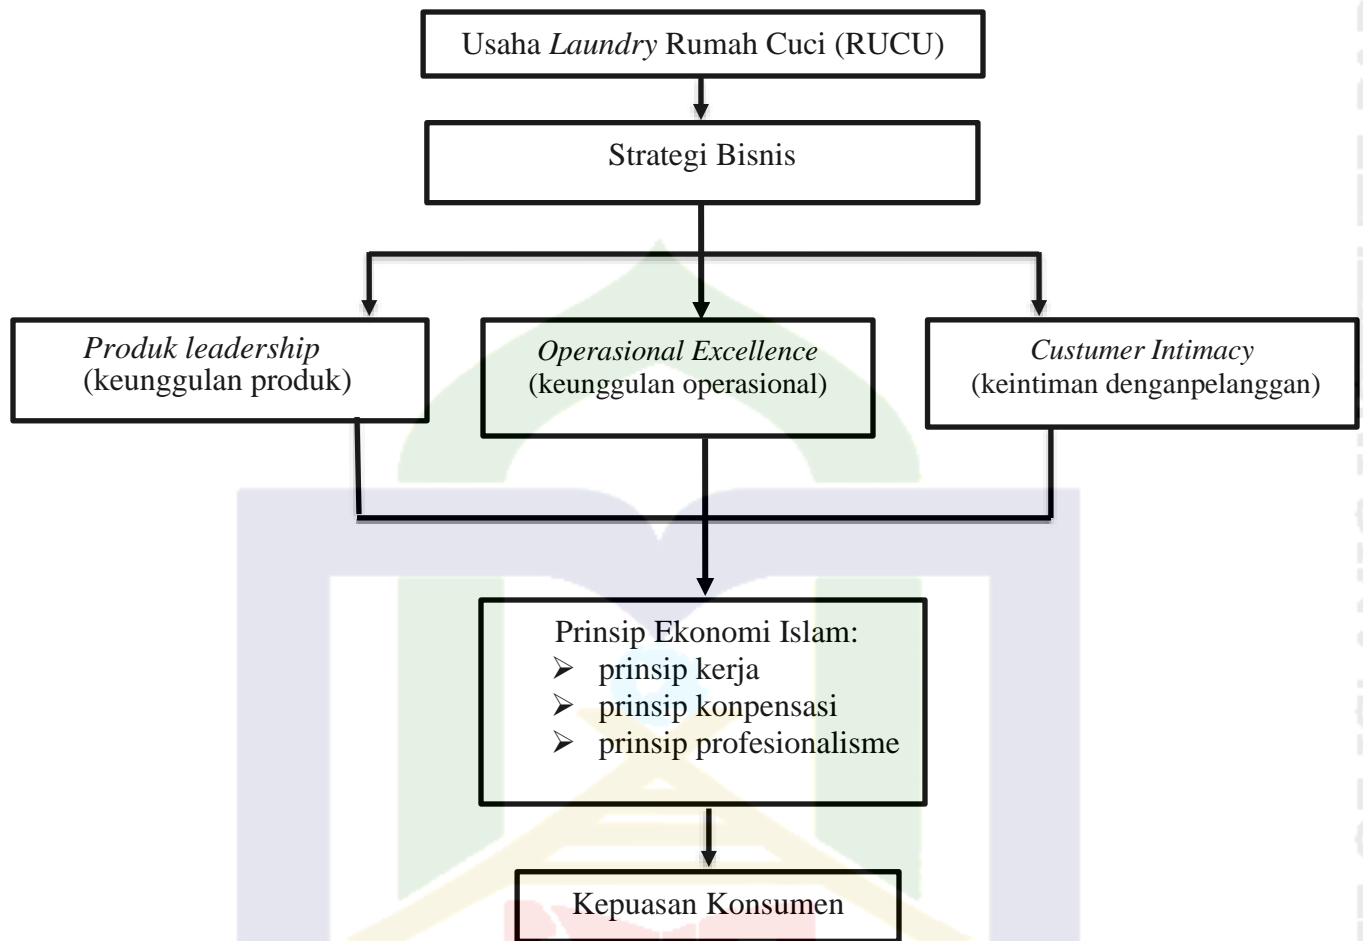 Usaha Laundry Rumah Cuci (RUCU)
Strategi Bisnis
Produk leadership
(keunggulan produk)
Operasional Excellence
(keunggulan operasional)
Custumer Intimacy
(keintiman denganpelanggan)
Prinsip Ekonomi Islam:
➢ prinsip kerja
➢ prinsip konpensasi
➢ prinsip profesionalisme
Kepuasan Konsumen